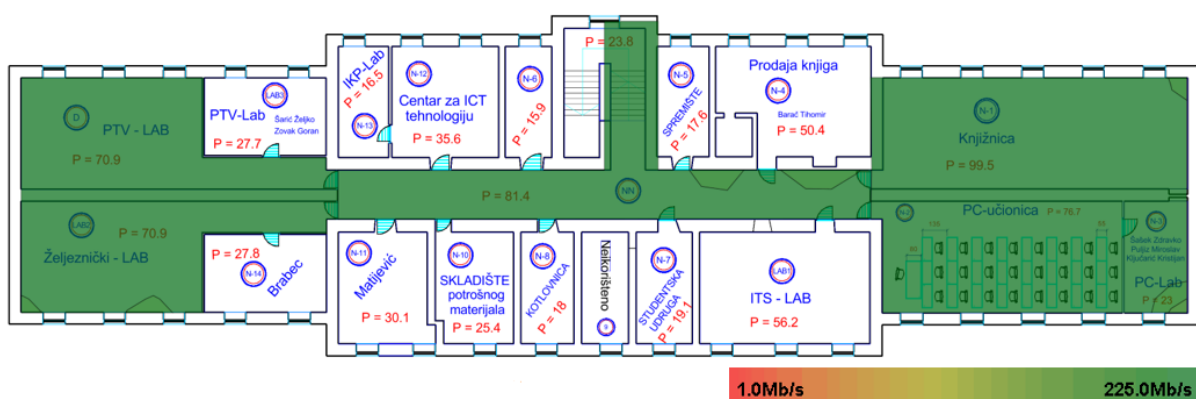 P = 23.8
D
PTV - LAB
P = 70.9
LAB3
PTV-Lab
Šarić Željko
Zovak Goran
P = 27.7
IKP-Lab
P = 16.5
N-13
N-12
Centar za ICT
tehnologiju
P = 35.6
N-6
P = 15.9
N-5
SPREMIŠTE
P = 17.6
Prodaja knjiga
N-4
Barać Tihomir
P = 50.4
N-1
Knjižnica
P = 99.5
P = 81.4
NN
LAB2
P = 70.9
Željeznički - LAB
P = 27.8
N-14
Brabec
N-11
Matijević
P = 30.1
N-10
SKLADIŠTE
potrošnog
materijala
P = 25.4
N-8
KOTLOVNICA
P = 18
Neikorišteno
9
N-7
STUDENTSKA
UDRUGA
P = 19.1
LAB1
ITS - LAB
P = 56.2
N-2
PC-učionica
P = 76.7
N-3
Šašek Zdravko
Puljiz Miroslav
Ključarić Kristijan
PC-Lab
P = 23
1.0Mb/s
225.0Mb/s